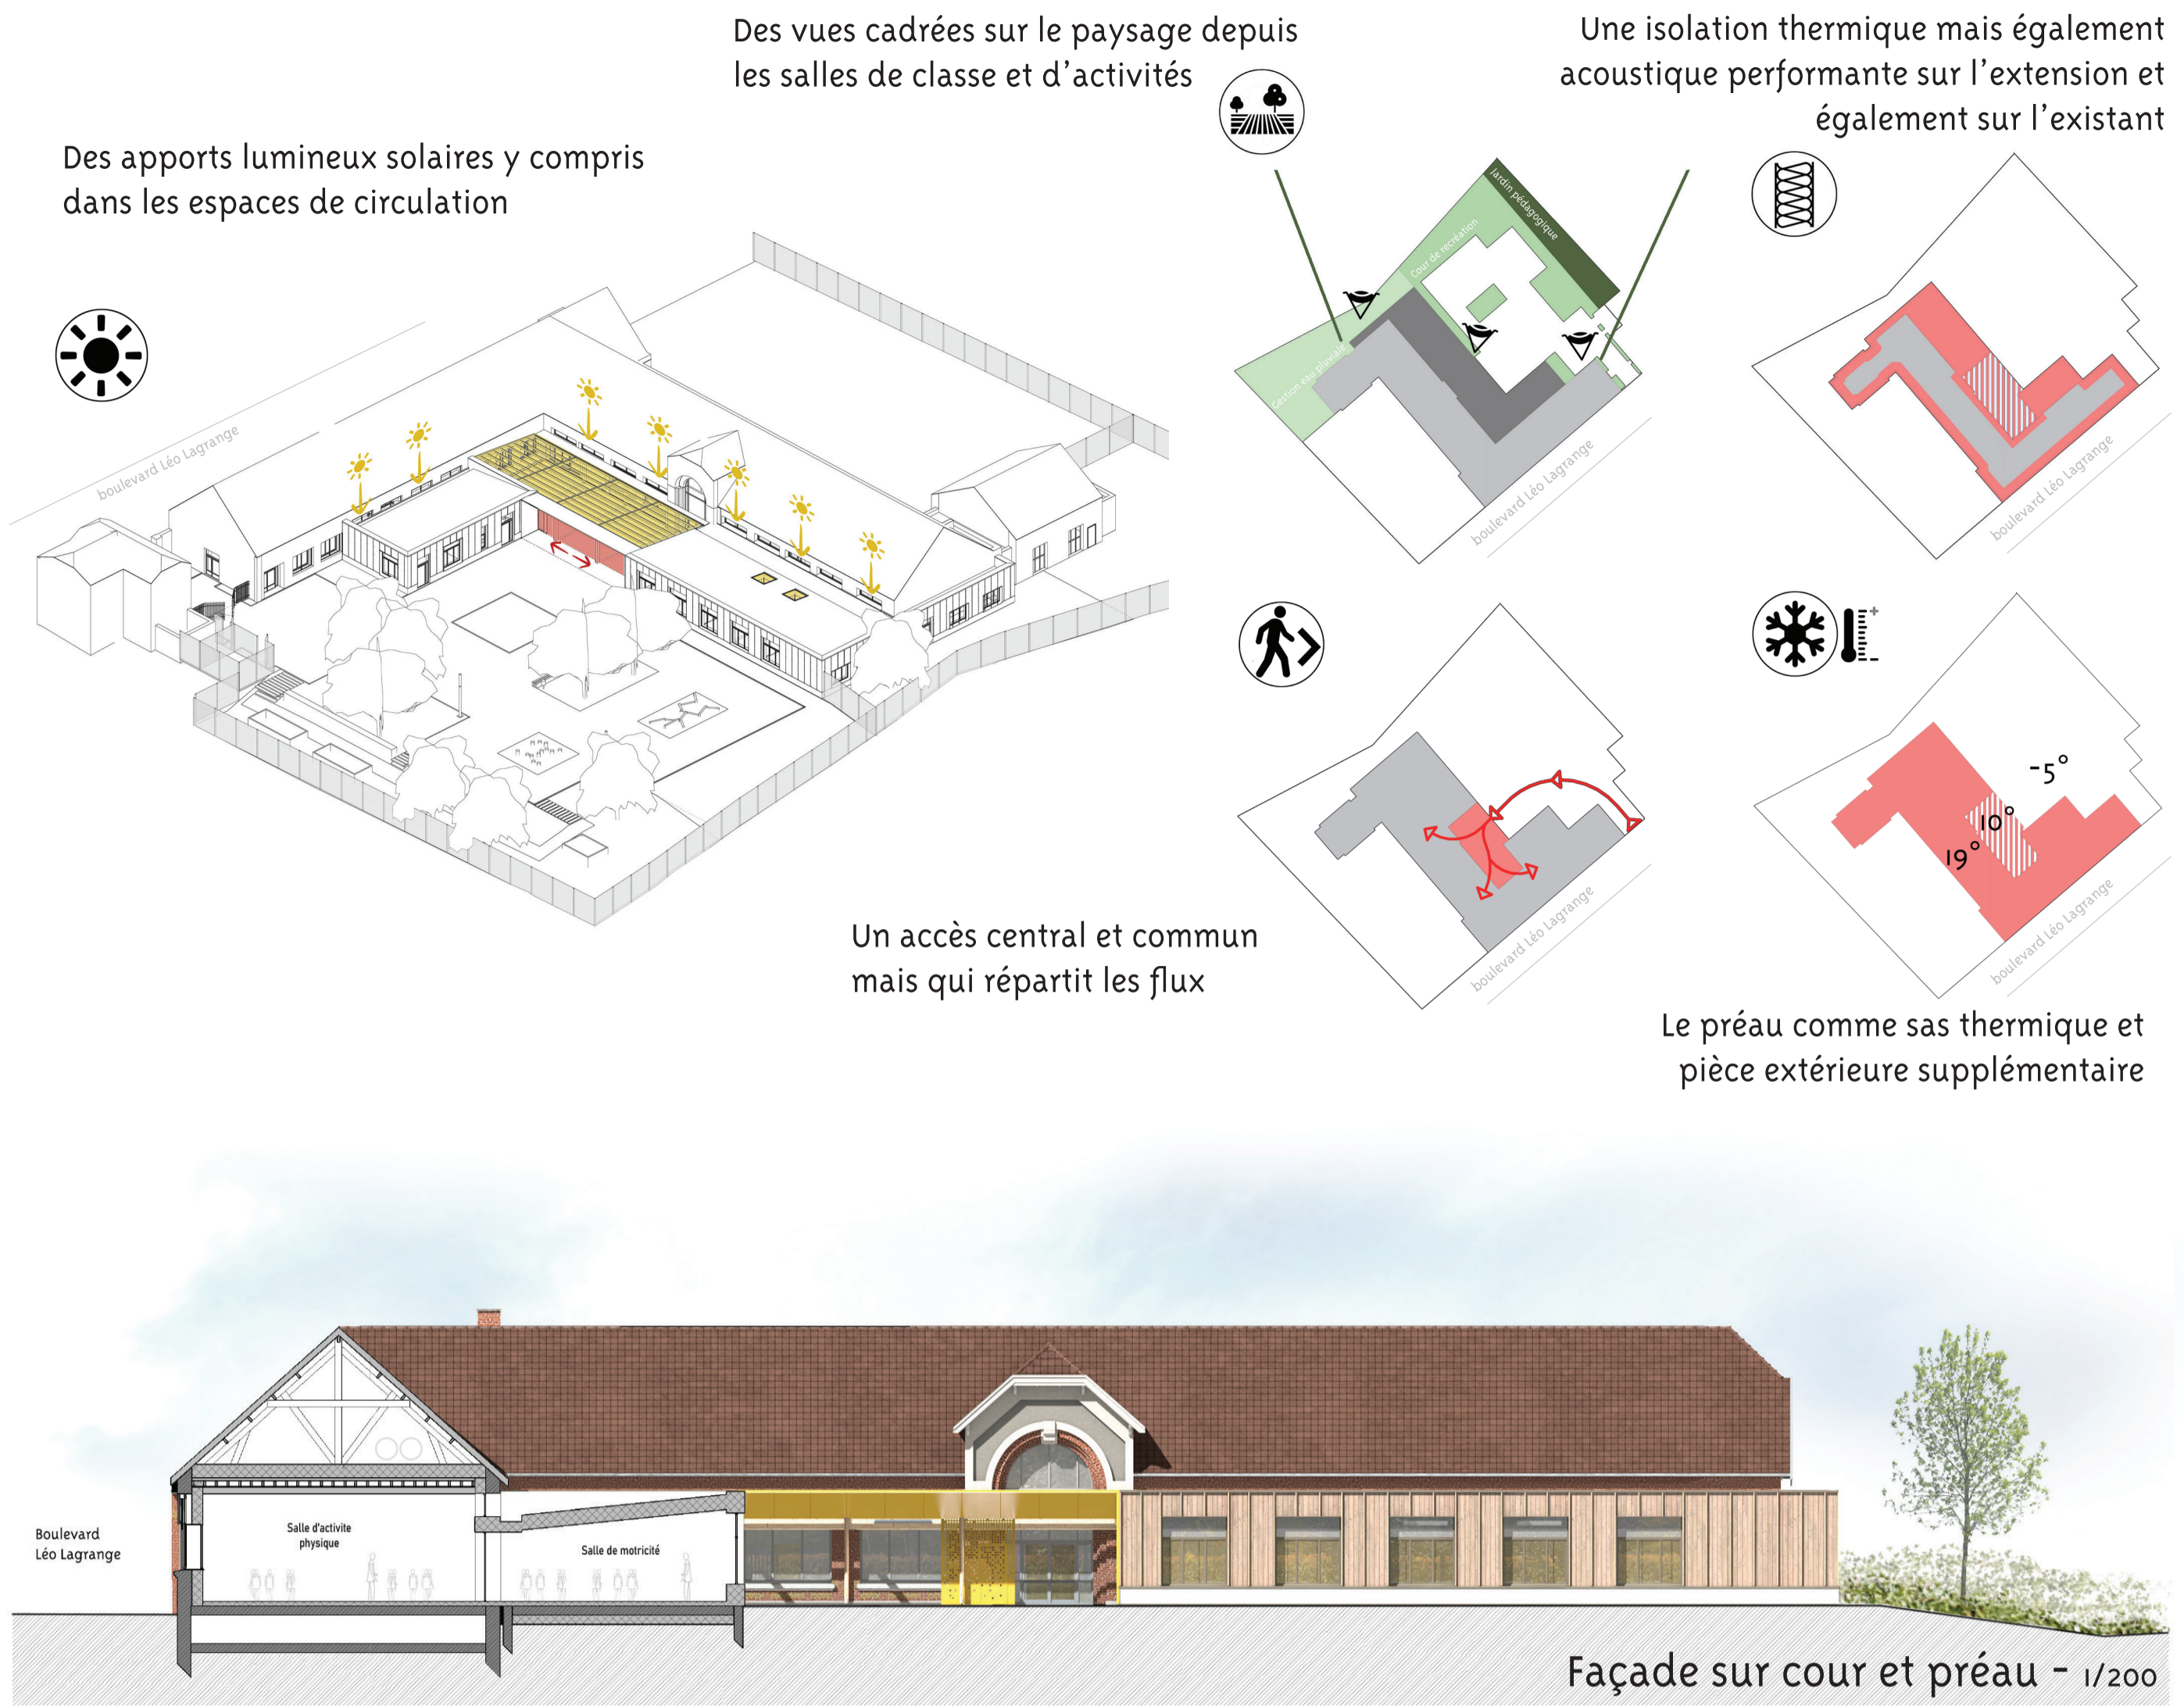 Des vues cadrées sur le paysage depuis
les salles de classe et d'activités
Une isolation thermique mais également
acoustique performante sur l'extension et
également sur l'existant
Des apports lumineux solaires y compris
dans les espaces de circulation
boulevard Léo Lagrange
Jardin pédagogique
Cour de recréation
Gestion eau pluviale
boulevard Léo Lagrange
boulevard Léo Lagrange
Un accès central et commun
mais qui répartit les flux
boulevard Léo Lagrange
-5°
10°
19°
boulevard Léo Lagrange
Le préau comme sas thermique et
pièce extérieure supplémentaire
Boulevard
Léo Lagrange
Salle d'activite
physique
Salle de motricité
Façade sur cour et préau - 1/200